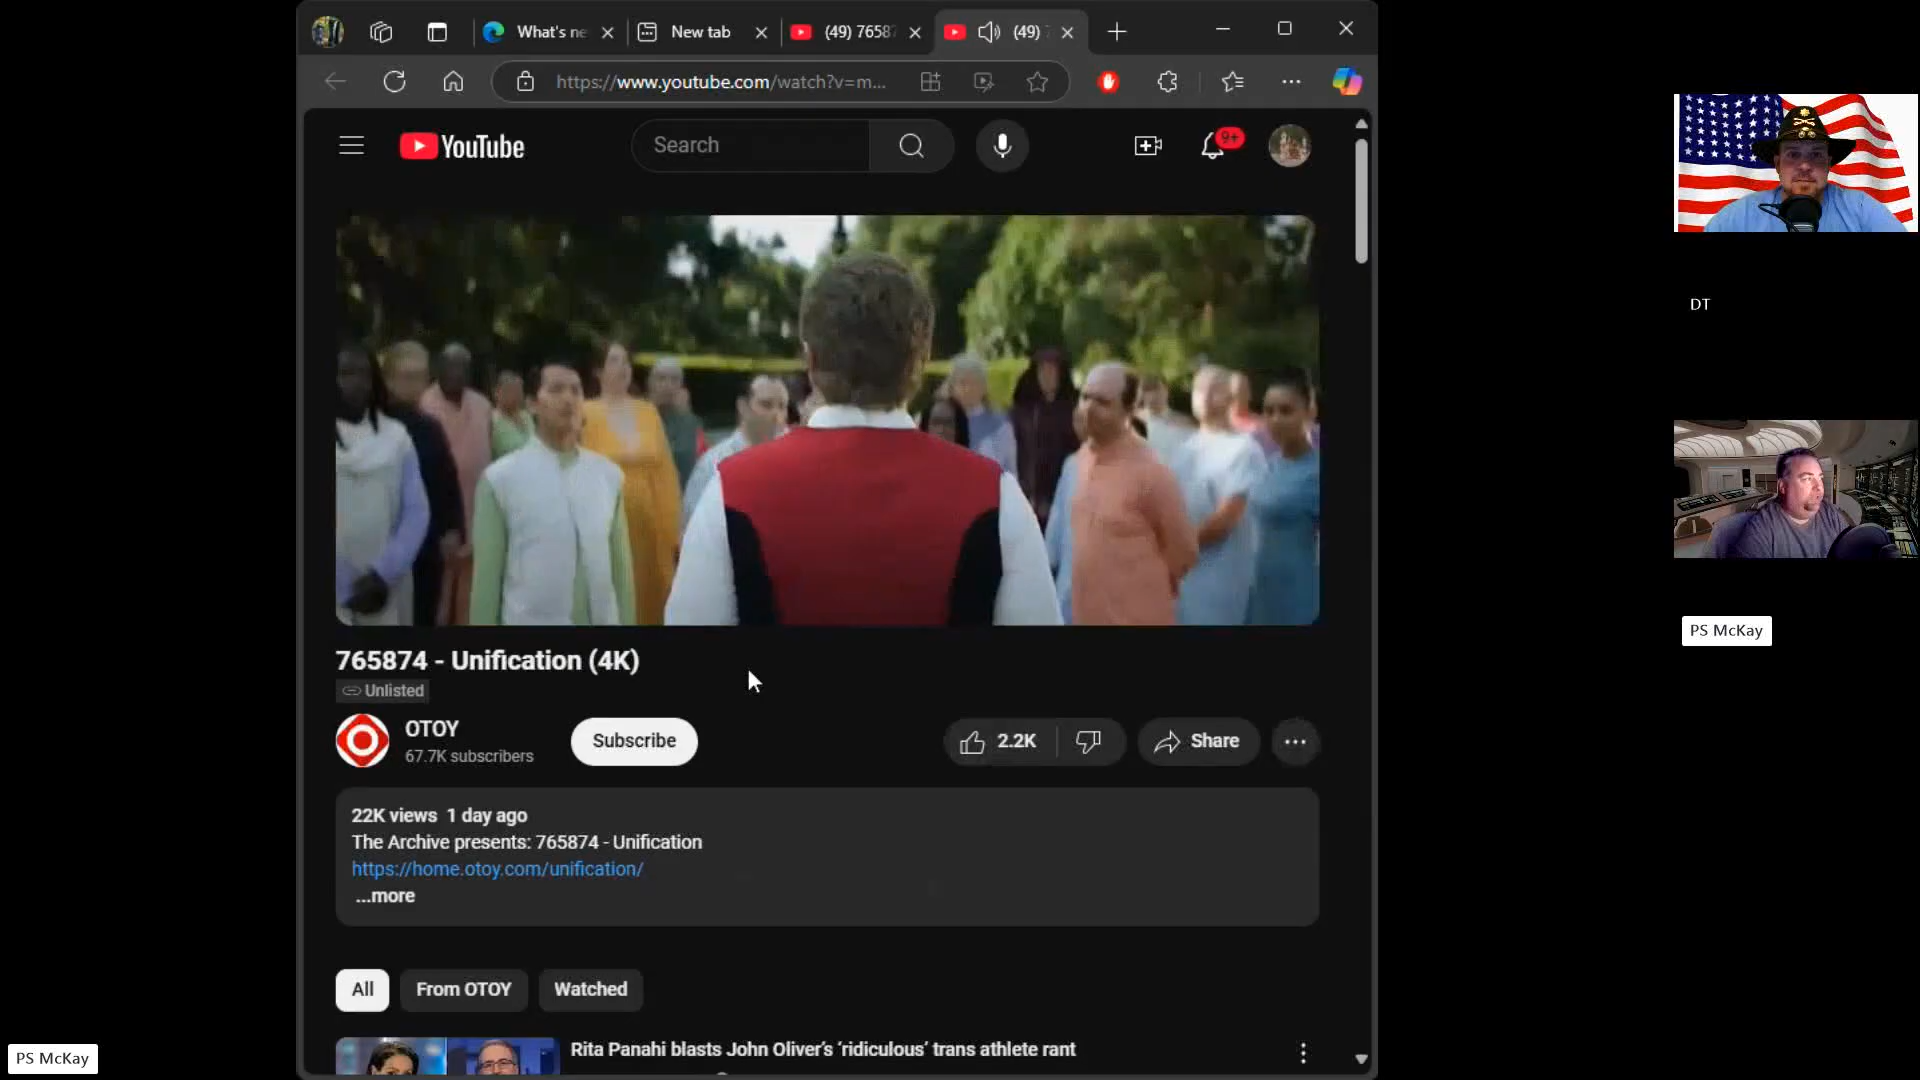 What's ne
New tab
(49) 76587
(49) 7
https://www.youtube.com/watch?v=m...
YouTube
Search
9+
DT
765874 - Unification (4K)
Unlisted
OTOY
67.7K subscribers
Subscribe
2.2K
Share
PS McKay
22K views 1 day ago
The Archive presents: 765874 - Unification
https://home.otoy.com/unification/
...more
All
From OTOY
Watched
Rita Panahi blasts John Oliver's ‘ridiculous’ trans athlete rant
PS McKay